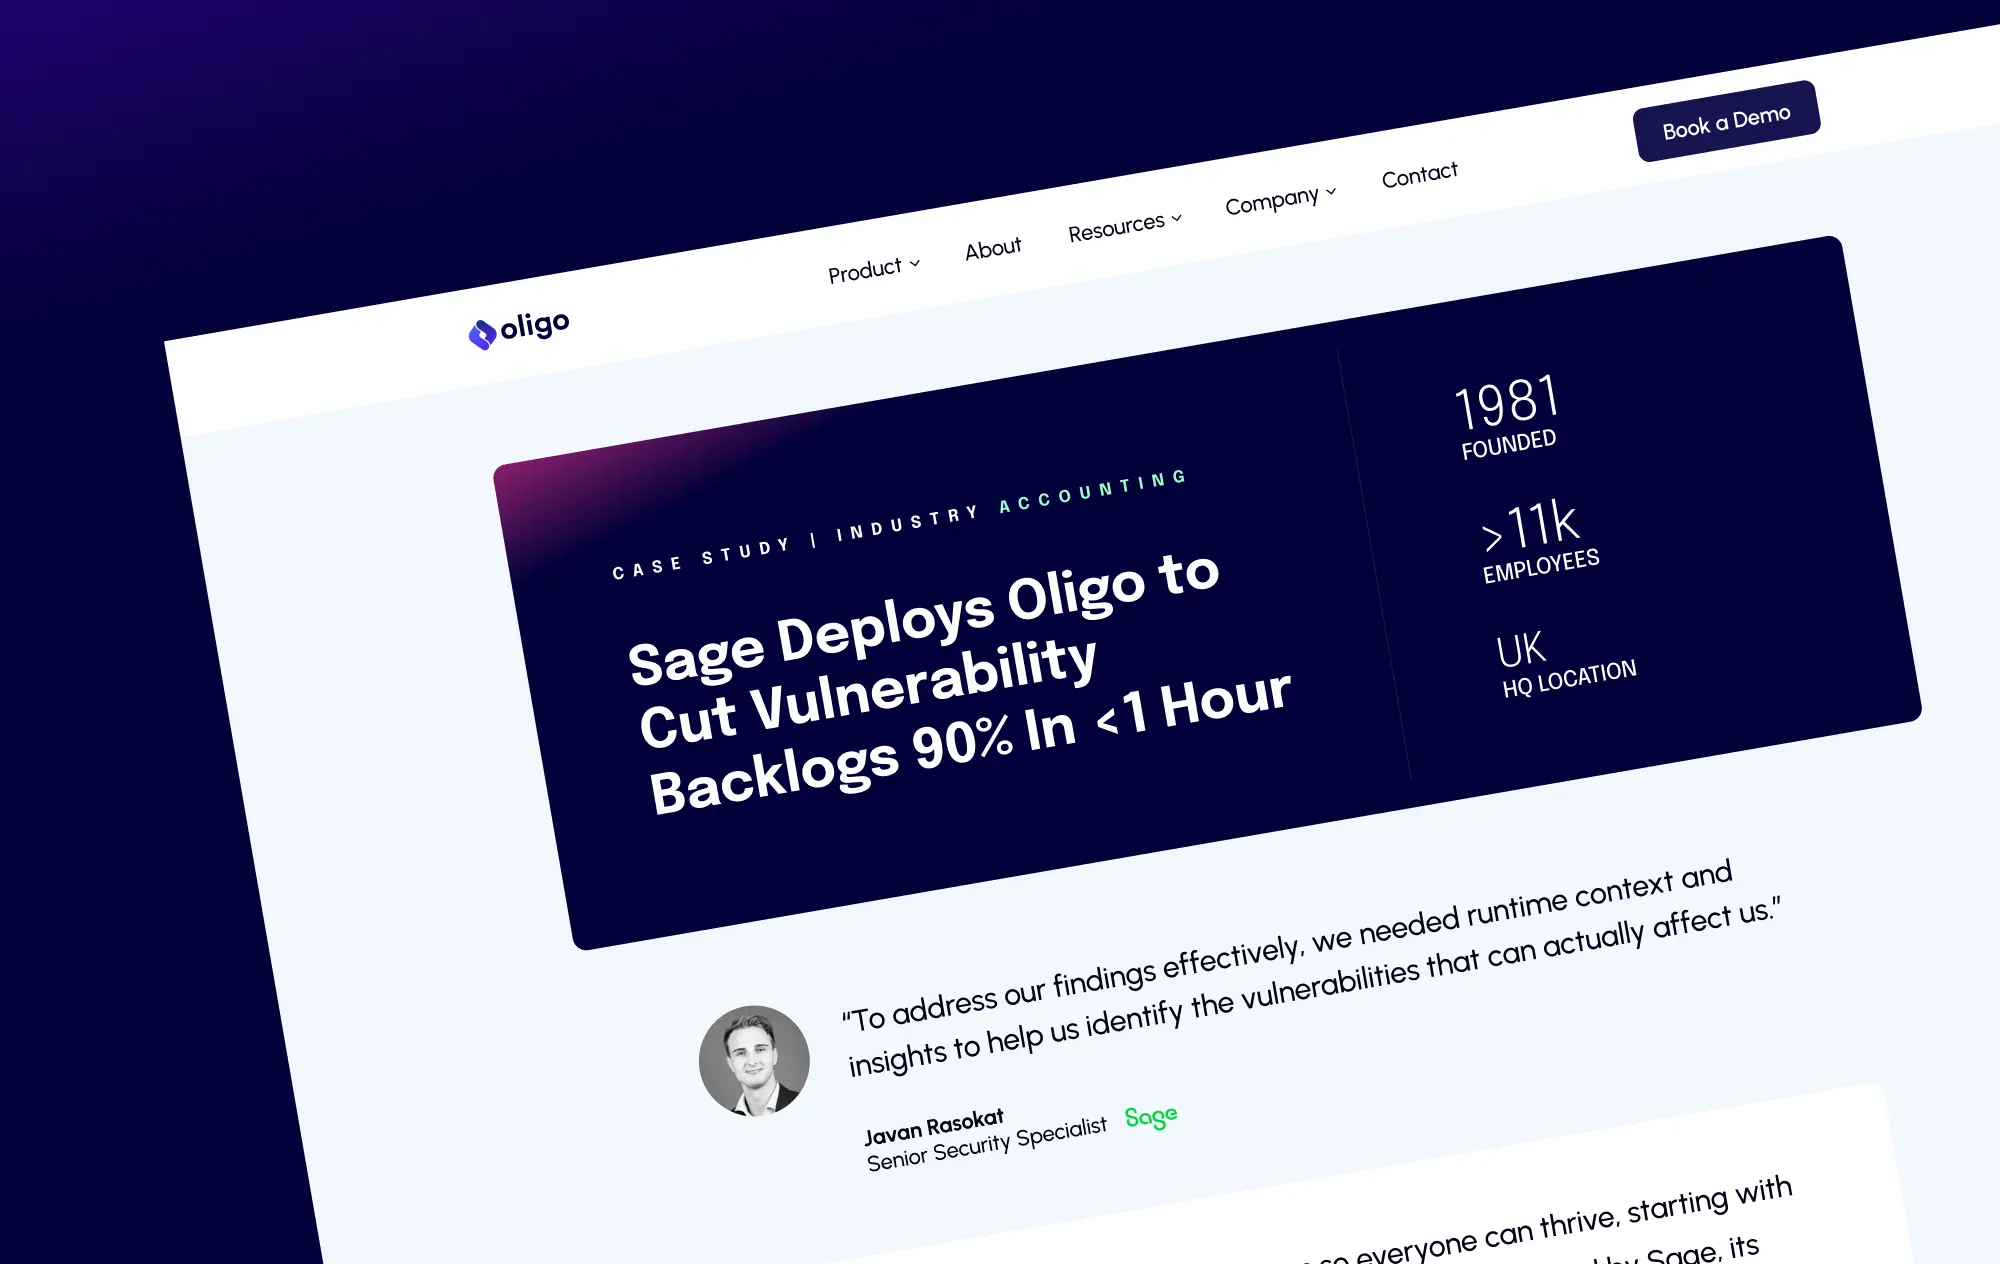 Book a Demo
oligo
Product
About
Resources
Company
Contact
CASE STUDY | INDUSTRY ACCOUNTING
Sage Deploys Oligo to
Cut Vulnerability
Backlogs 90% In <1 Hour
1981
FOUNDED
>11k
EMPLOYEES
UK
HQ LOCATION
“To address our findings effectively, we needed runtime context and
insights to help us identify the vulnerabilities that can actually affect us.”
Javan Rasokat
Senior Security Specialist
Sage
so everyone can thrive, starting with
by Sage, its